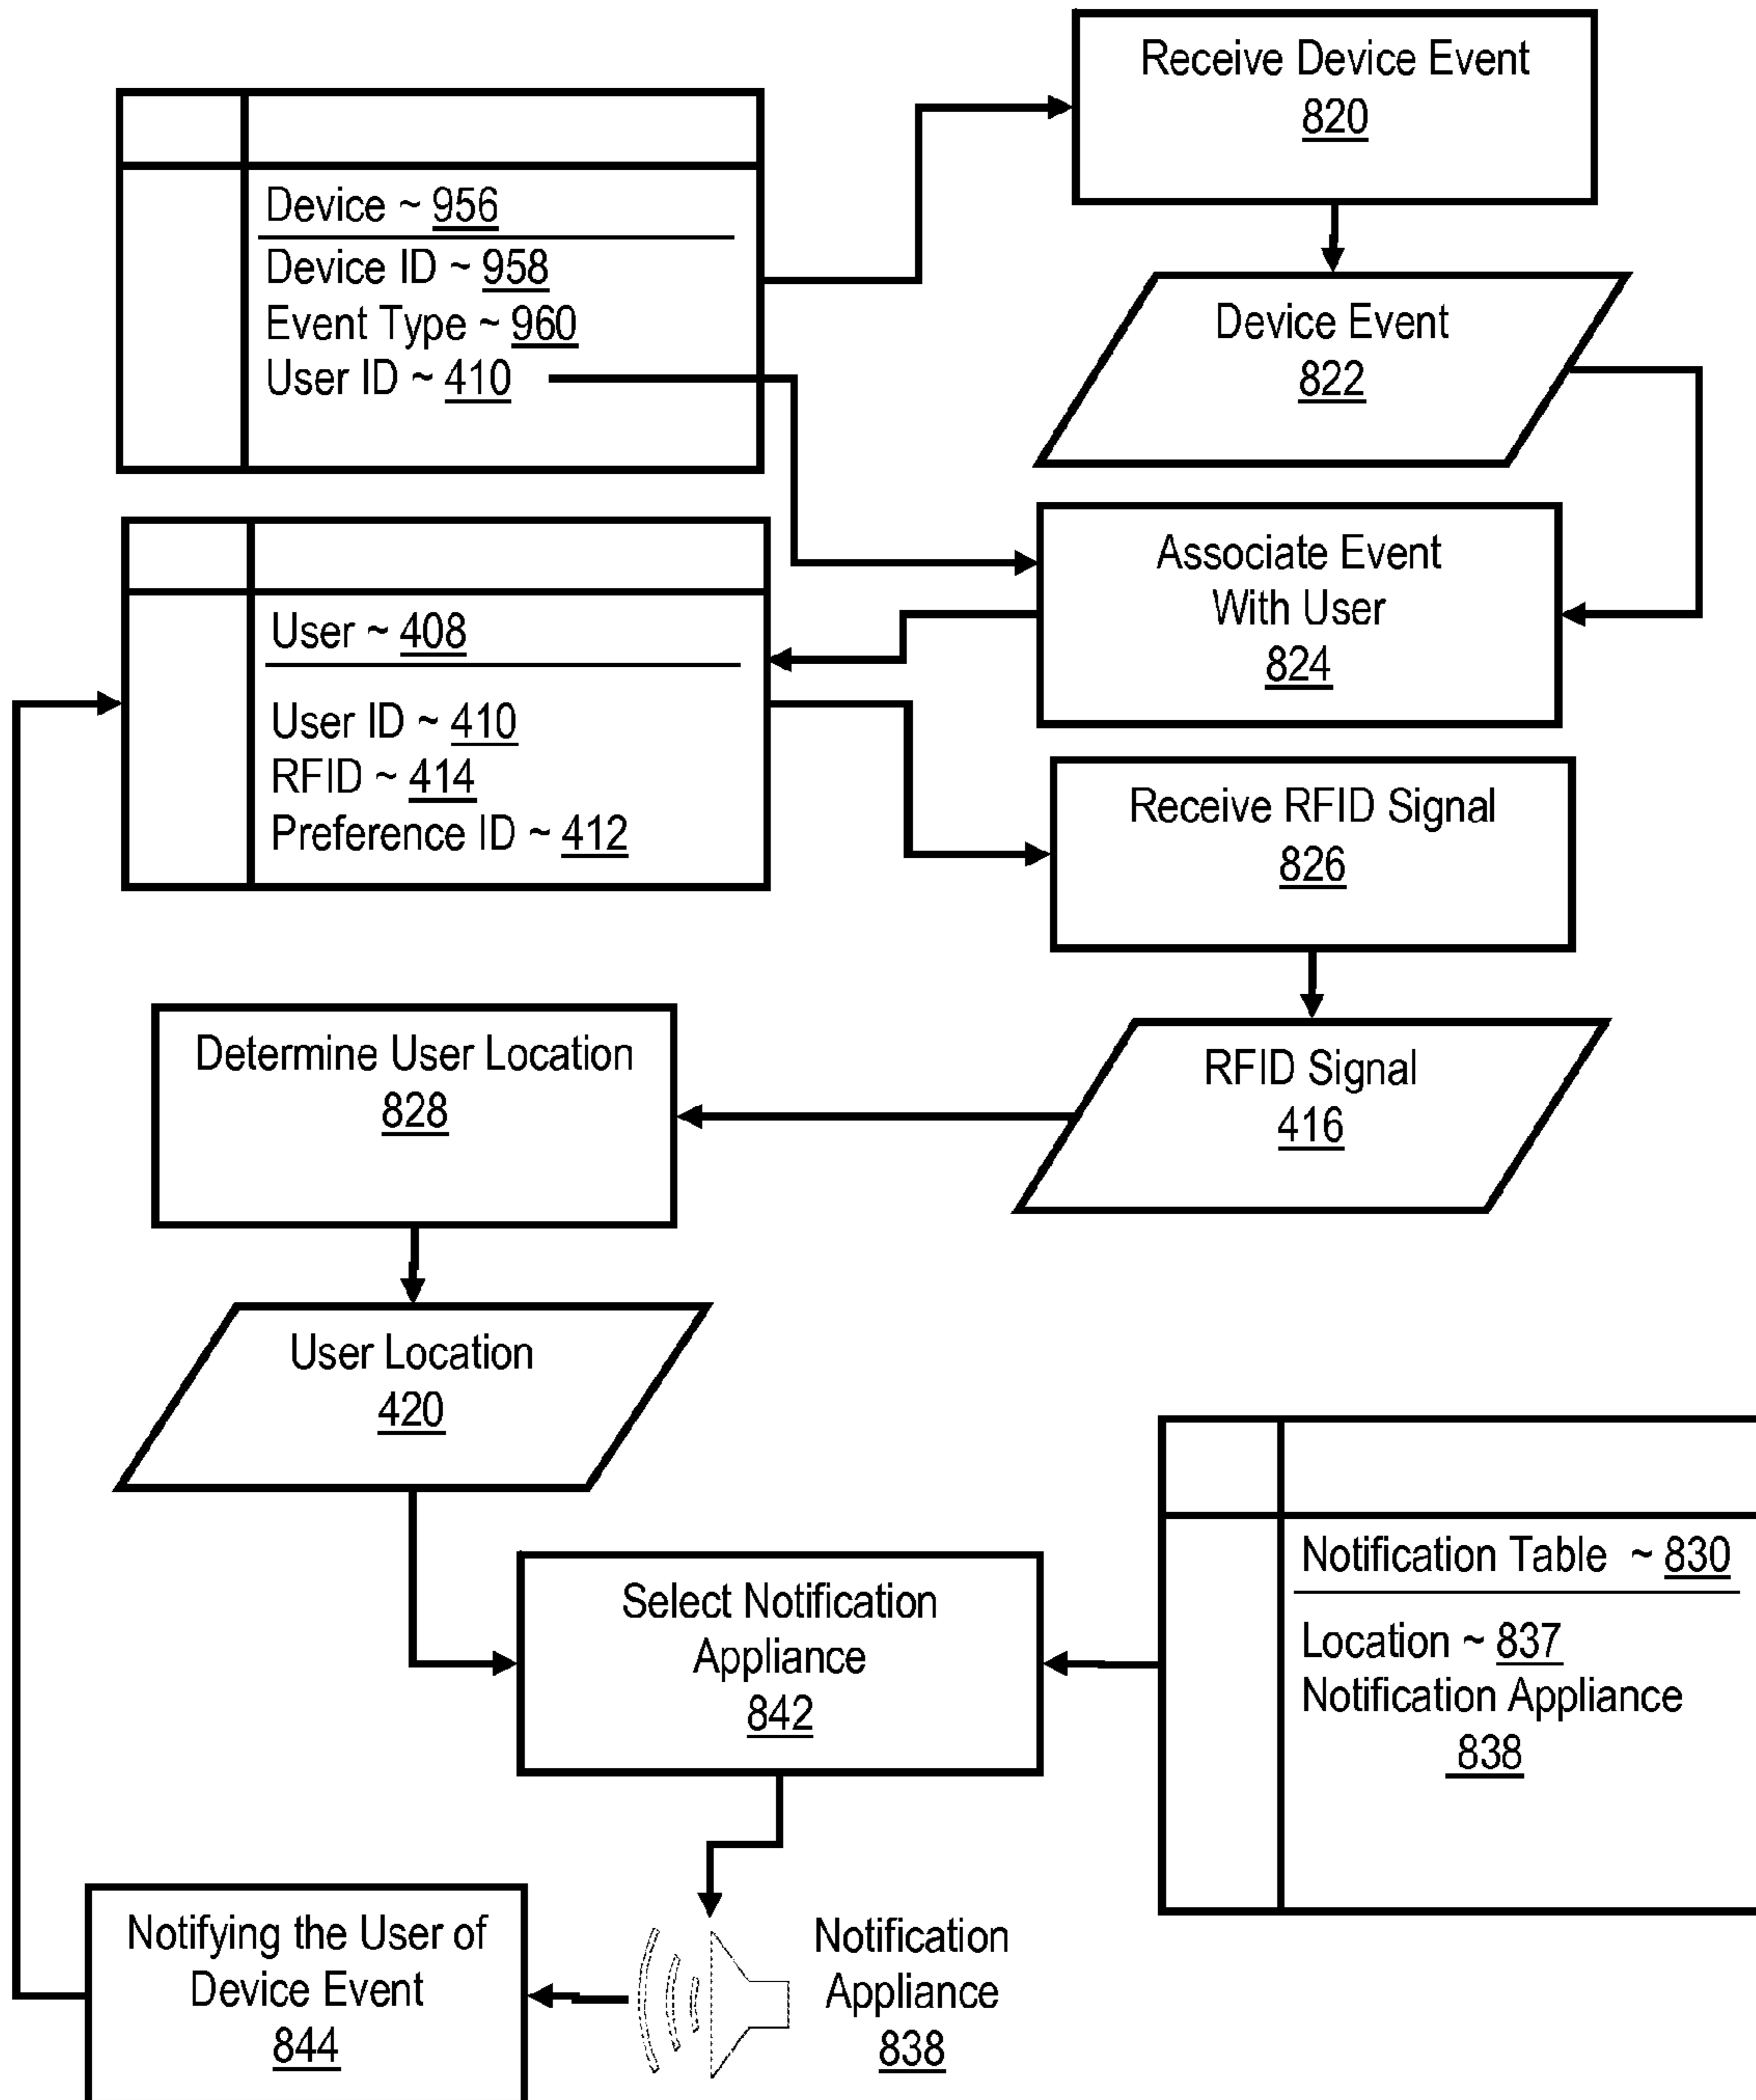 Receive Device Event
820
Device ~ 956
Device ID ~ 958
Event Type ~ 960
User ID ~ 410
Device Event
822
Associate Event
With User
824
User ~ 408
User ID ~ 410
RFID ~ 414
Preference ID ~ 412
Receive RFID Signal
826
Determine User Location
828
RFID Signal
416
User Location
420
Select Notification
Appliance
842
Notification Table ~ 830
Location ~ 837
Notification Appliance
838
Notifying the User of
Device Event
844
Notification
Appliance
838